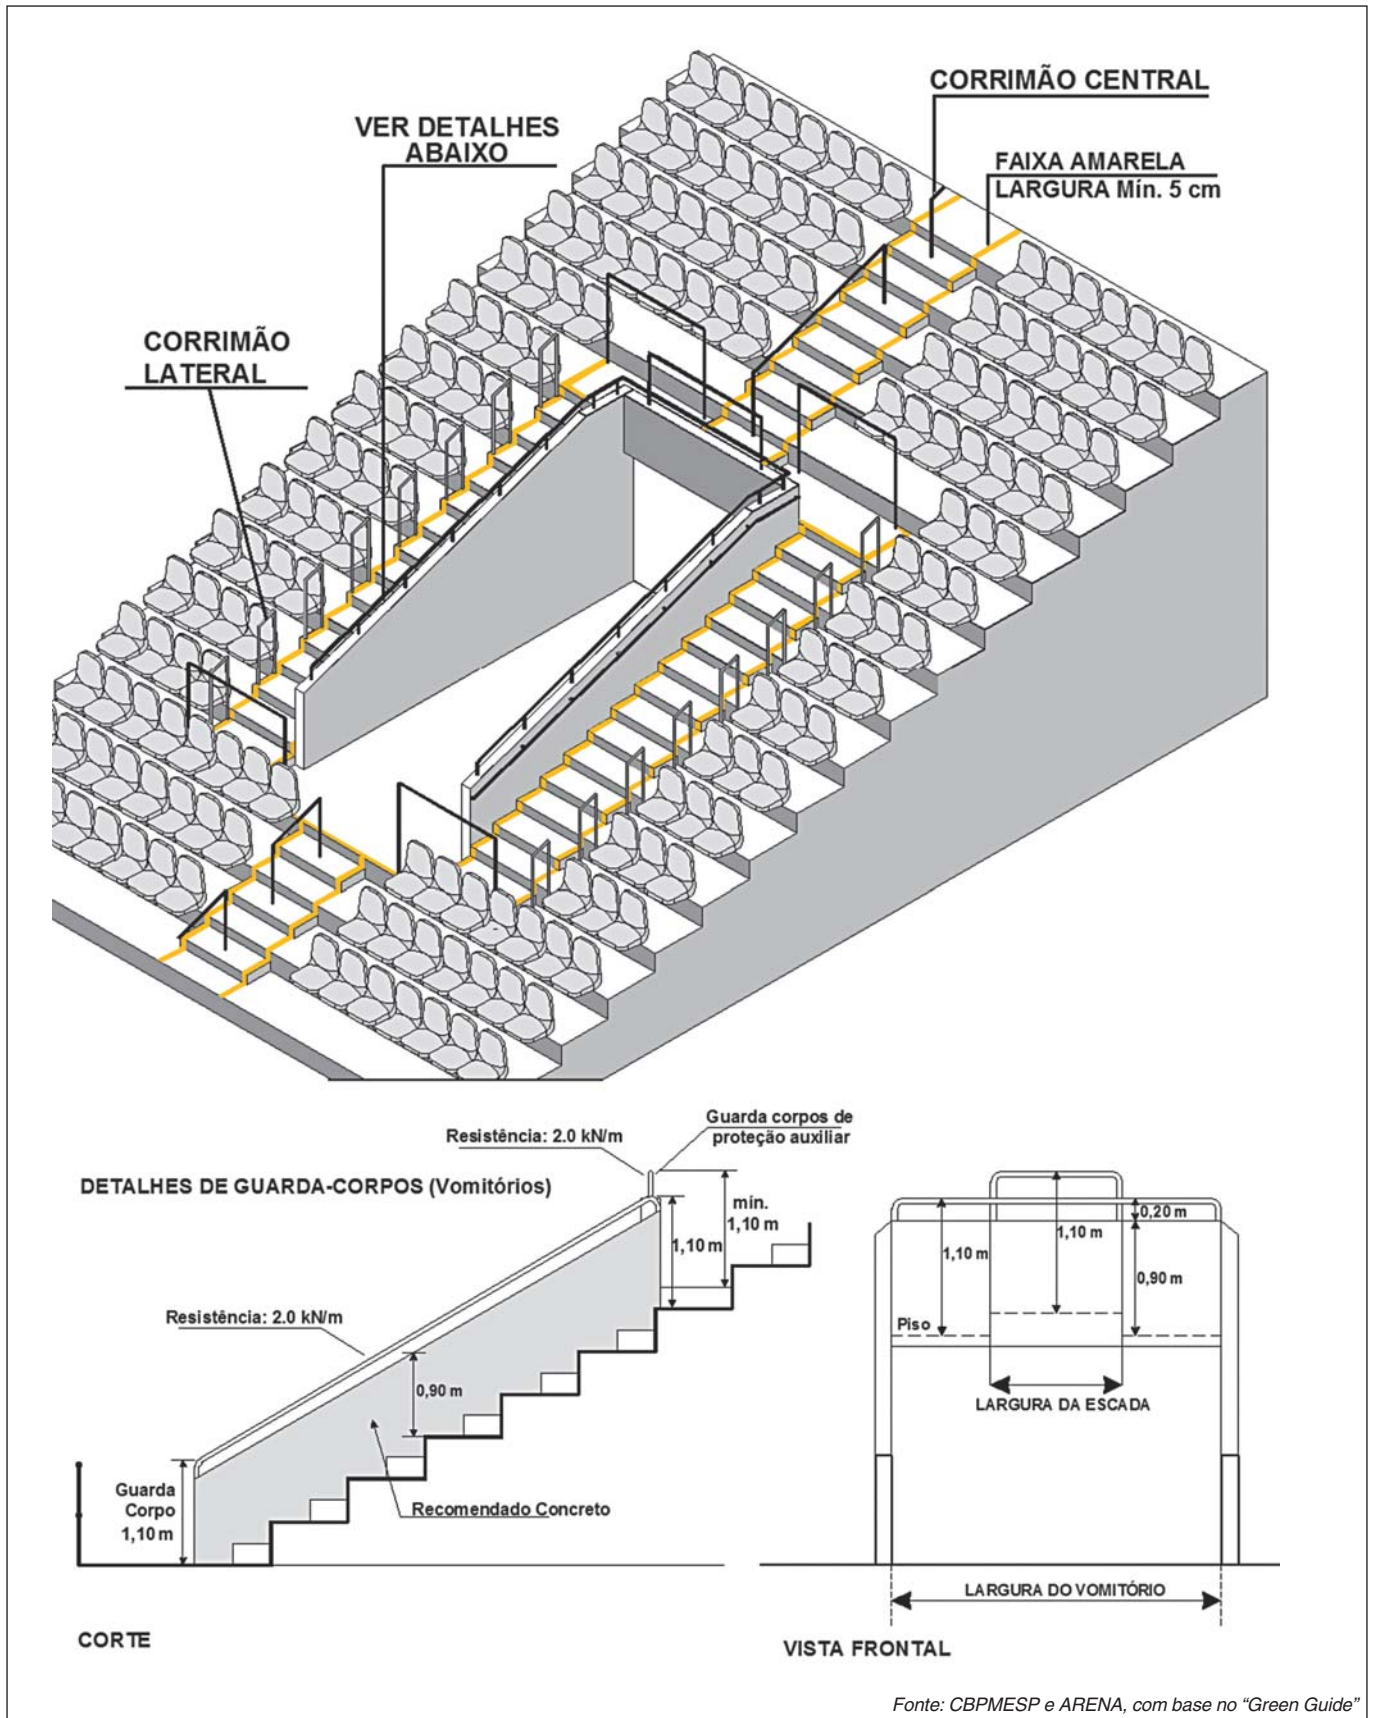 CORRIMÃO CENTRAL
VER DETALHES
ABAIXO
FAIXA AMARELA
LARGURA Mín. 5 cm
CORRIMÃO
LATERAL
Guarda corpos de
proteção auxiliar
Resistência: 2.0 kN/m
DETALHES DE GUARDA-CORPOS (Vomitórios)
mín.
1,10 m
1,10 m
Resistência: 2.0 kN/m
0,90 m
Guarda
Corpo
1,10 m
Recomendado Concreto
CORTE
0,20 m
1,10 m
1,10 m
0,90 m
Piso
LARGURA DA ESCADA
LARGURA DO VOMITÓRIO
VISTA FRONTAL
Fonte: CBPMESP e ARENA, com base no “Green Guide”